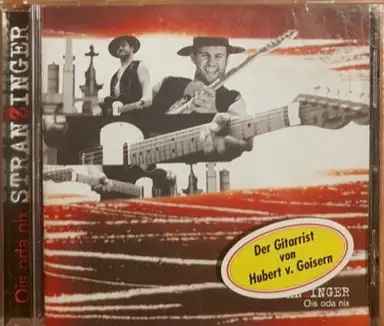 Ois oda nix STRANZINGER
Der Gitarrist
von
Hubert v. Goisern
INGER
Ois oda nix